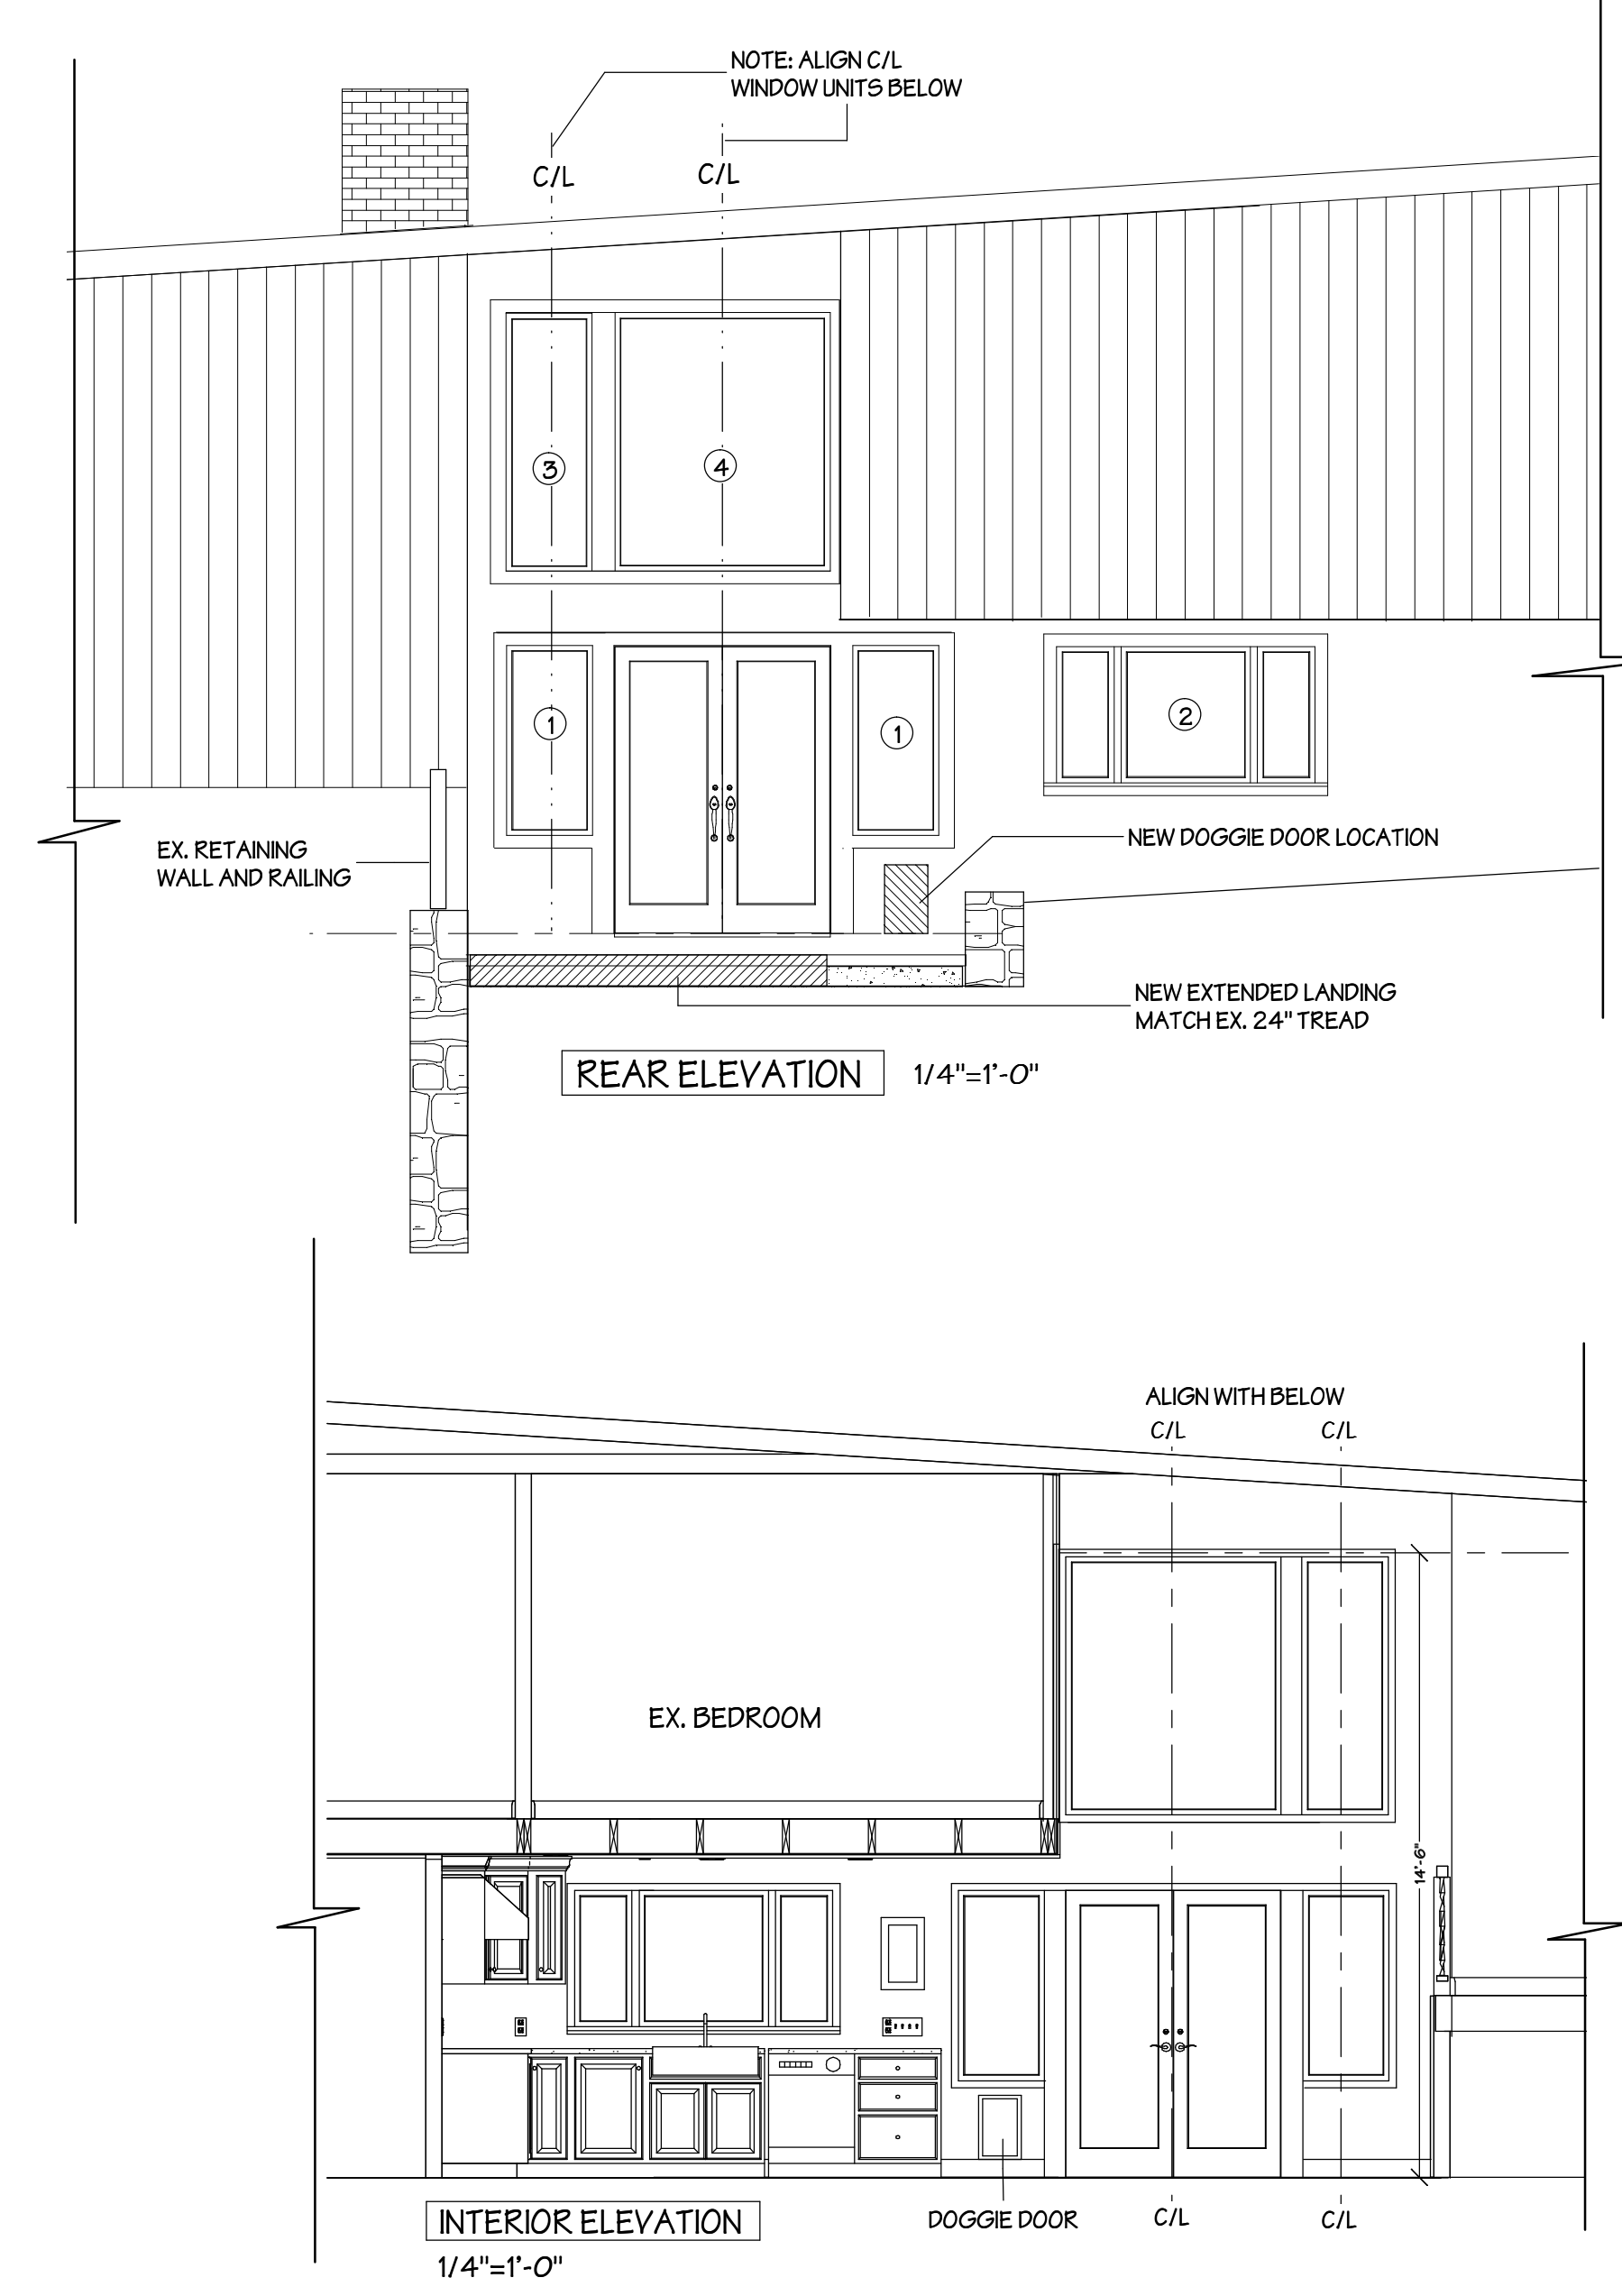 NOTE: ALIGN C/L
WINDOW UNITS BELOW
C/L
C/L
3
4
1
1
2
EX. RETAINING
WALL AND RAILING
NEW DOGGIE DOOR LOCATION
NEW EXTENDED LANDING
MATCH EX. 24" TREAD
REAR ELEVATION
1/4"=1'-0"
ALIGN WITH BELOW
C/L
C/L
EX. BEDROOM
14'-6"
DOGGIE DOOR
C/L
C/L
INTERIOR ELEVATION
1/4"=1'-0"